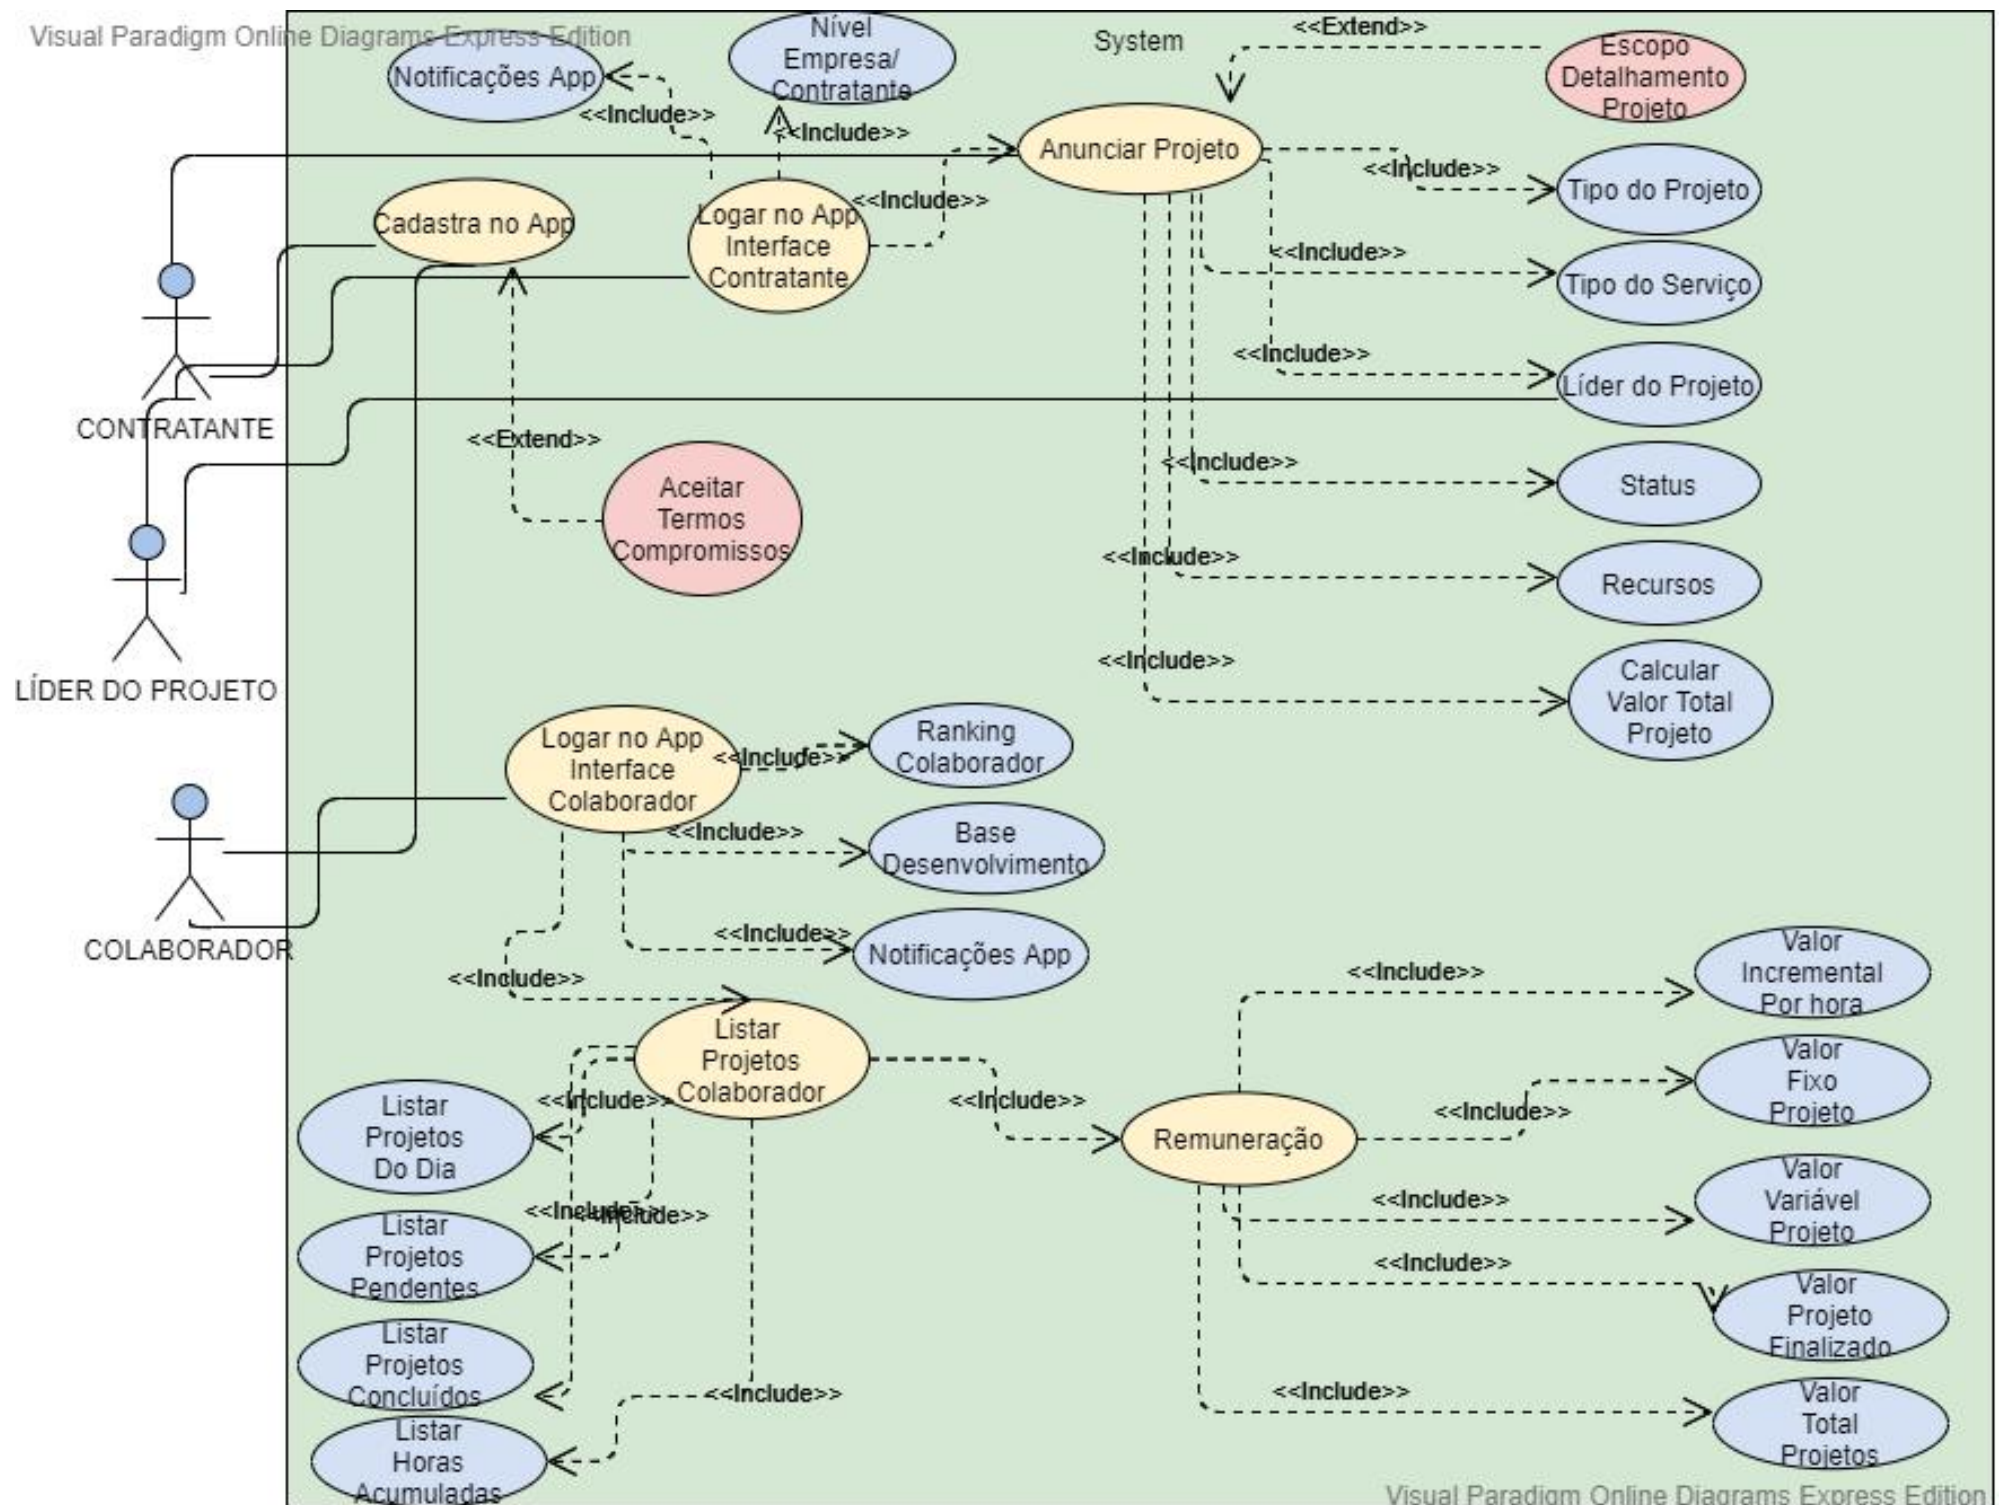 Visual Paradigm Online Diagrams Express Edition
Nível
Empresa/
Contratante
System
<<Extend>>
Escopo
Detalhamento
Projeto
Notificações App
<<Include>>
<<Include>>
Anunciar Projeto
<<Include>>
Tipo do Projeto
Cadastra no App
Logar no App
Interface
Contratante
<<Include>>
<<Include>>
Tipo do Serviço
<<Include>>
Líder do Projeto
CONTRATANTE
<<Extend>>
Aceitar
Termos
Compromissos
<<Include>>
Status
<<Include>>
Recursos
<<Include>>
Calcular
Valor Total
Projeto
LÍDER DO PROJETO
Logar no App
Interface
Colaborador
<<Include>>
Ranking
Colaborador
<<Include>>
Base
Desenvolvimento
<<Include>>
Notificações App
COLABORADOR
<<Include>>
Listar
Projetos
Colaborador
<<Include>>
Valor
Incremental
Por hora
<<Include>>
Valor
Fixo
Projeto
Listar
Projetos
Do Dia
<<Include>>
<<Include>>
Remuneração
<<Include>>
Valor
Variável
Projeto
<<Include>>
<<Include>>
Listar
Projetos
Pendentes
<<Include>>
Valor
Projeto
Finalizado
Listar
Projetos
Concluídos
<<Include>>
<<Include>>
Valor
Total
Projetos
Listar
Horas
Acumuladas
Visual Paradigm Online Diagrams Express Edition